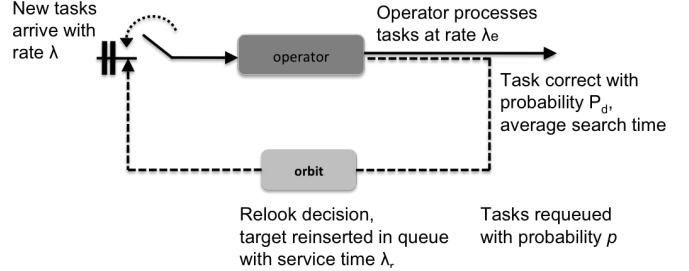 New tasks
arrive with
rate λ
Operator processes
tasks at rate λe
operator
Task correct with
probability Pd,
average search time
orbit
Relook decision,
target reinserted in queue
with service time λr
Tasks requeued
with probability p